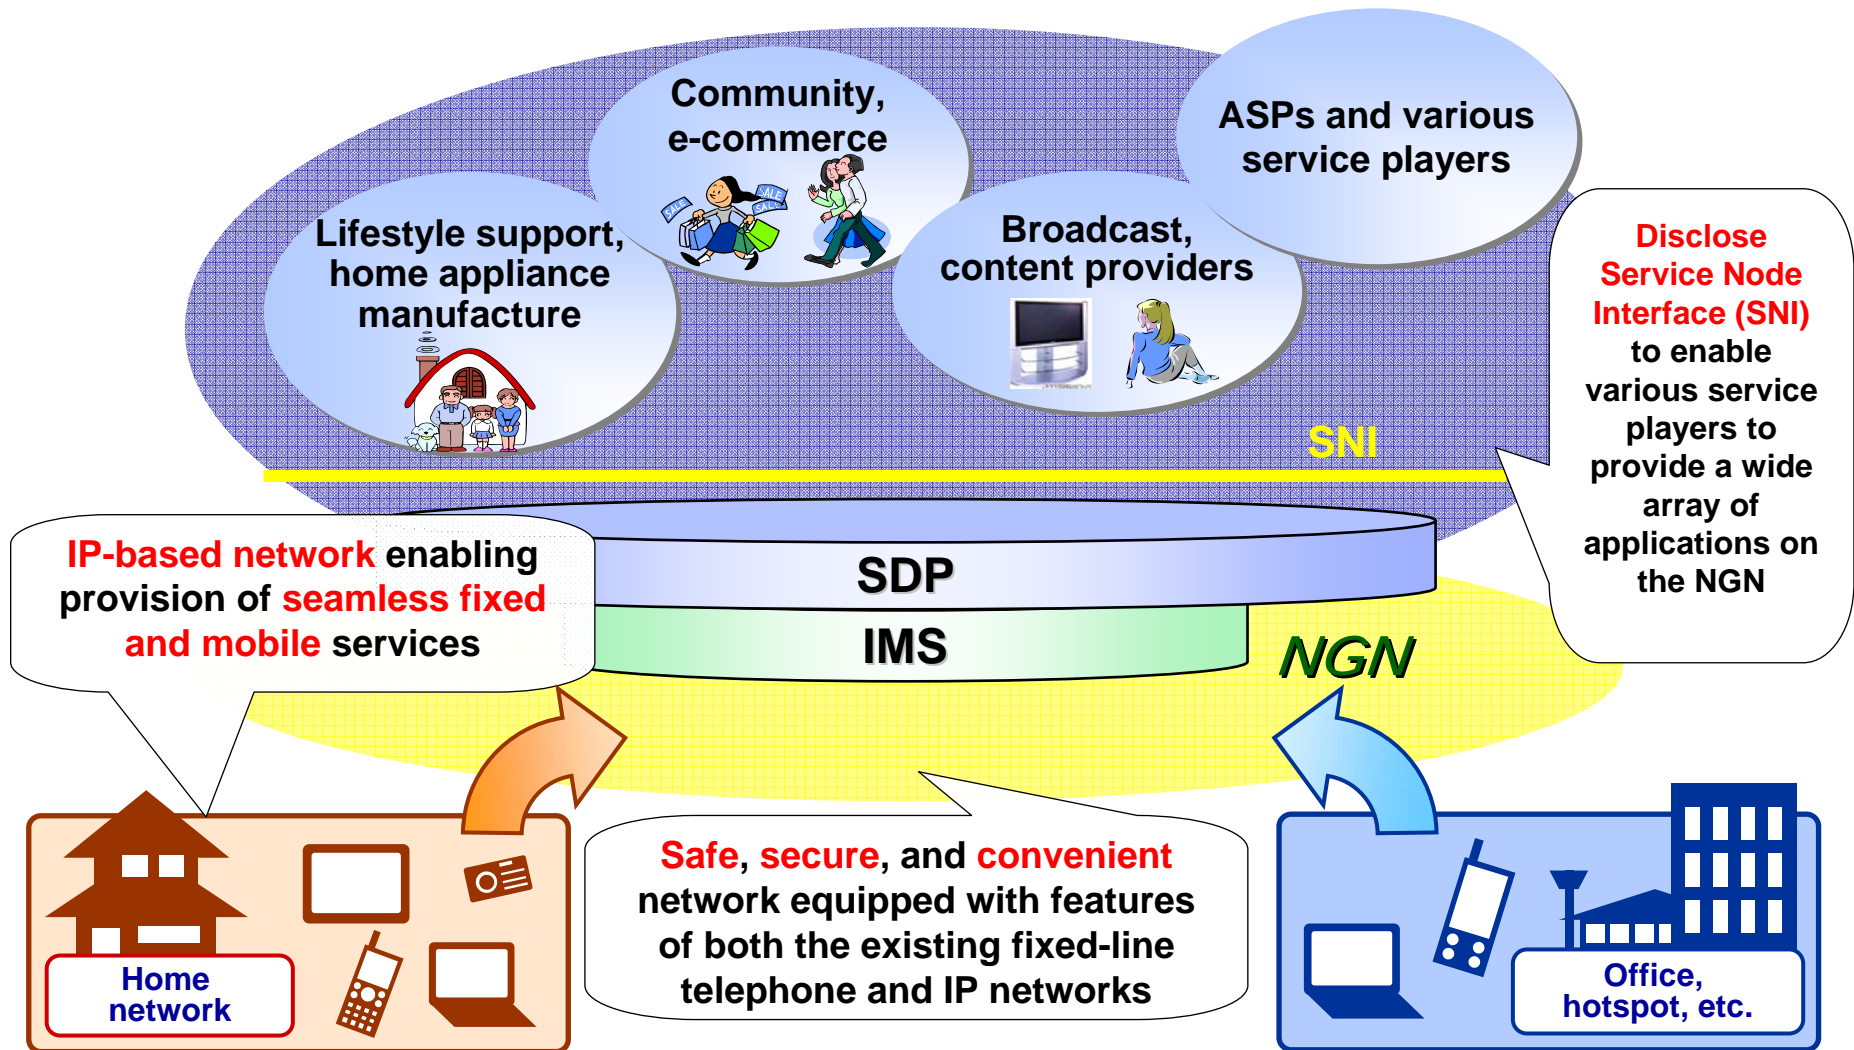 Community,
e-commerce
SALE
SALE
SALE
ASPs and various
service players
Lifestyle support,
home appliance
manufacture
Broadcast,
content providers
Disclose
Service Node
Interface (SNI)
to enable
various service
players to
provide a wide
array of
applications on
the NGN
SNI
SDP
IMS
NGN
IP-based network enabling
provision of seamless fixed
and mobile services
Safe, secure, and convenient
network equipped with features
of both the existing fixed-line
telephone and IP networks
Home
network
Office,
hotspot, etc.